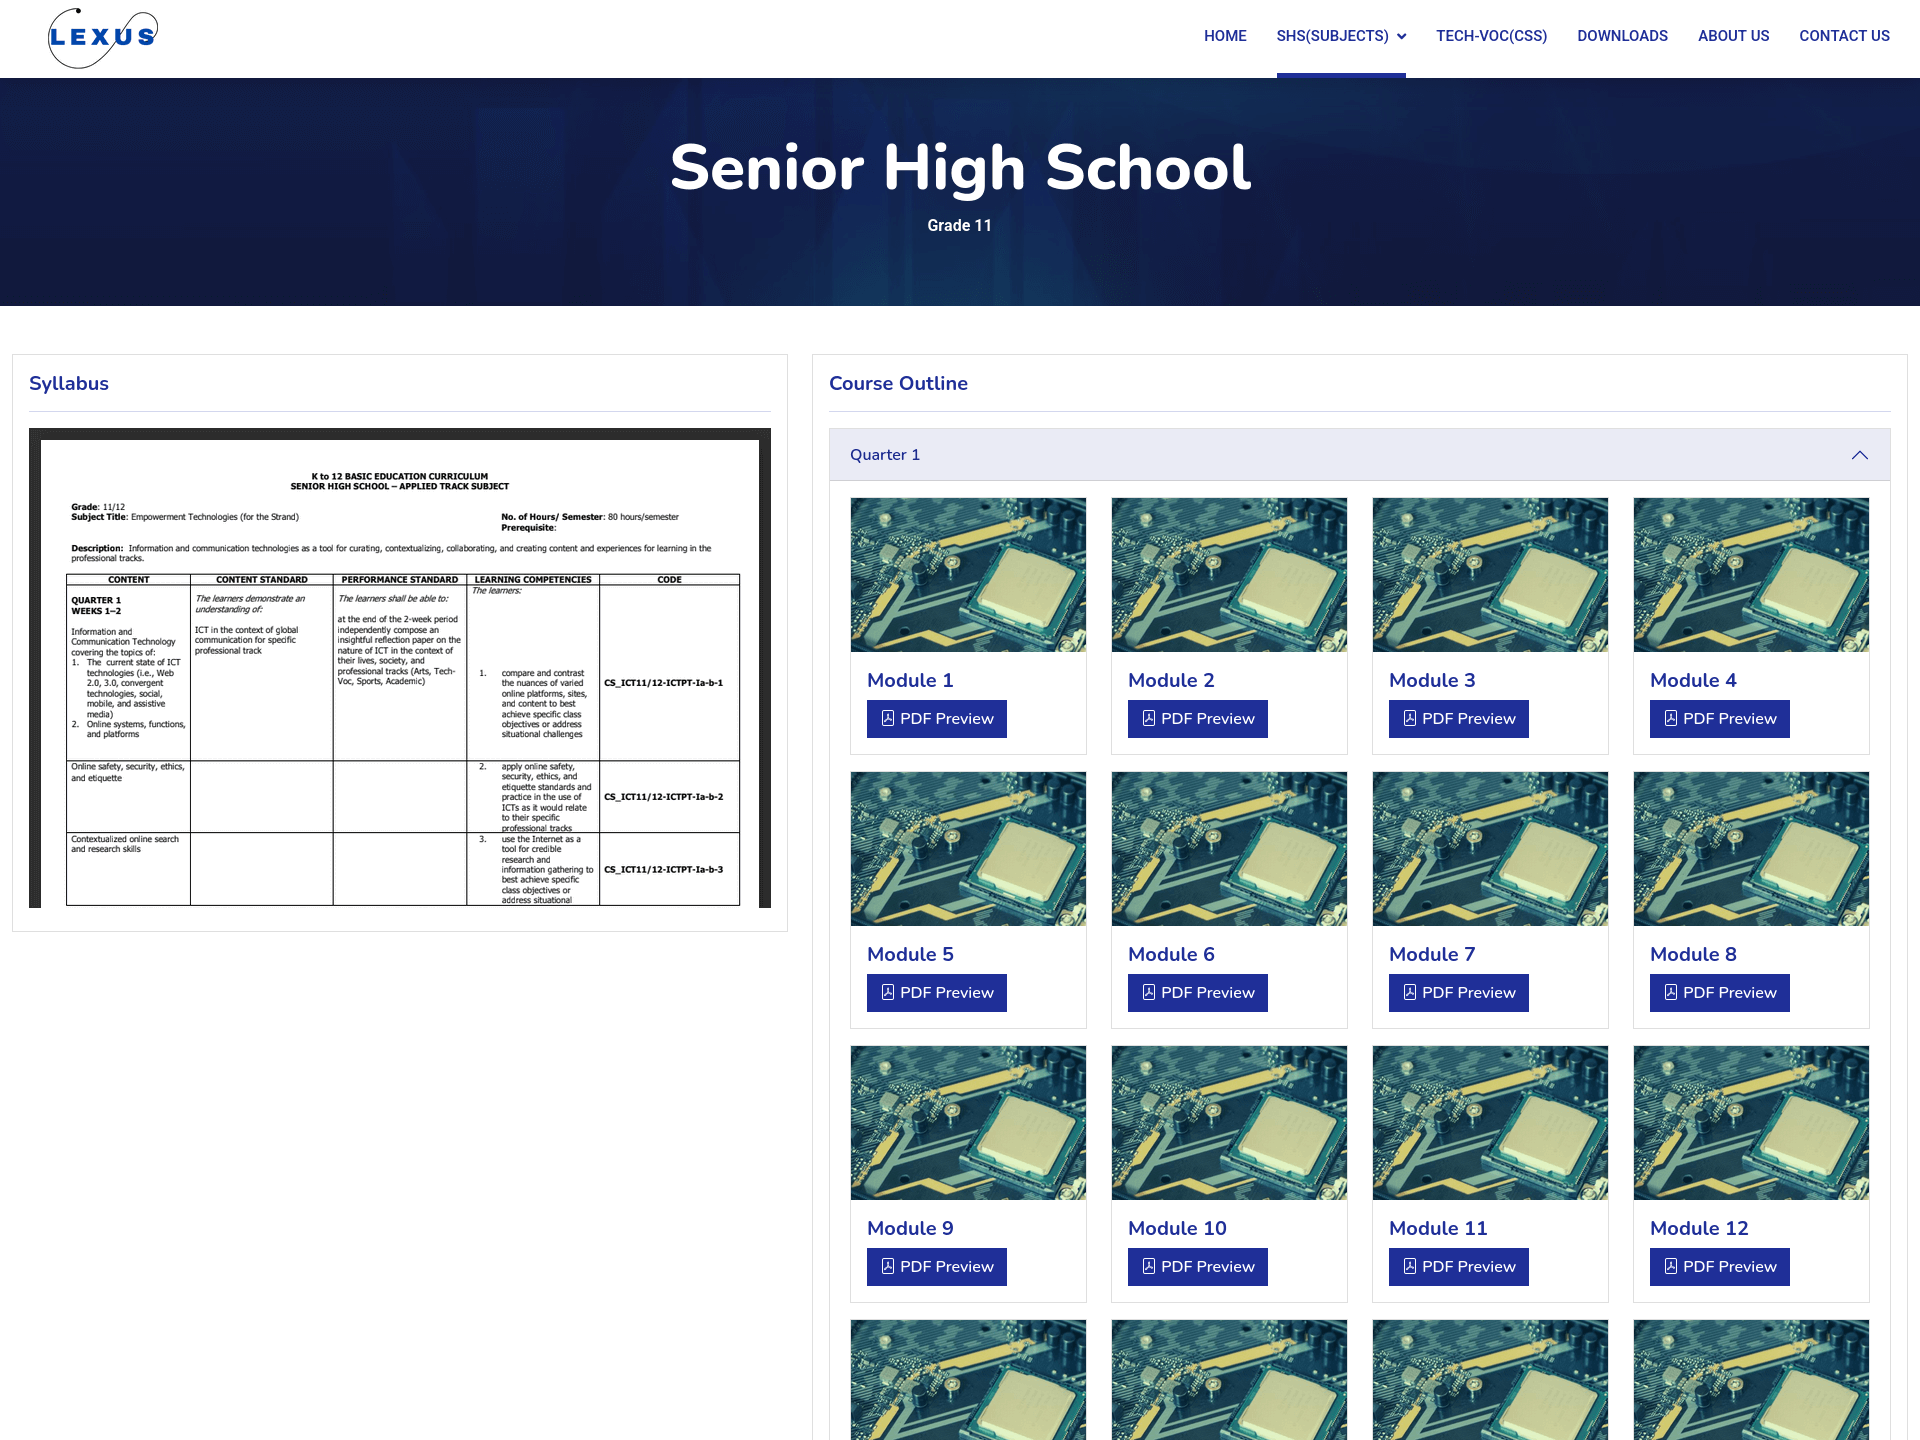 LEXUS
HOME
SHS(SUBJECTS)
TECH-VOC(CSS)
DOWNLOADS
ABOUT US
CONTACT US
Senior High School
Grade 11
Syllabus
K to 12 BASIC EDUCATION CURRICULUM
SENIOR HIGH SCHOOL – APPLIED TRACK SUBJECT
Grade: 11/12
Subject Title: Empowerment Technologies (for the Strand)
No. of Hours/ Semester: 80 hours/semester
Prerequisite:
Description: Information and communication technologies as a tool for curating, contextualizing, collaborating, and creating content and experiences for learning in the
professional tracks.
CONTENT
CONTENT STANDARD
PERFORMANCE STANDARD
LEARNING COMPETENCIES
CODE
QUARTER 1
WEEKS 1–2
Information and
Communication Technology
covering the topics of:
1. The current state of ICT
technologies (i.e., Web
2.0, 3.0, convergent
technologies, social,
mobile, and assistive
media)
2. Online systems, functions,
and platforms
The learners demonstrate an
understanding of:
ICT in the context of global
communication for specific
professional track
The learners shall be able to:
at the end of the 2-week period
independently compose an
insightful reflection paper on the
nature of ICT in the context of
their lives, society, and
professional tracks (Arts, Tech-
Voc, Sports, Academic)
The learners:
1. compare and contrast
the nuances of varied
online platforms, sites,
and content to best
achieve specific class
objectives or address
situational challenges
CS_ICT11/12-ICTPT-Ia-b-1
Online safety, security, ethics,
and etiquette
2. apply online safety,
security, ethics, and
etiquette standards and
practice in the use of
ICTs as it would relate
to their specific
professional tracks
CS_ICT11/12-ICTPT-Ia-b-2
Contextualized online search
and research skills
3. use the Internet as a
tool for credible
research and
information gathering to
best achieve specific
class objectives or
address situational
CS_ICT11/12-ICTPT-Ia-b-3
Course Outline
Quarter 1
Module 1
PDF Preview
Module 2
PDF Preview
Module 3
PDF Preview
Module 4
PDF Preview
Module 5
PDF Preview
Module 6
PDF Preview
Module 7
PDF Preview
Module 8
PDF Preview
Module 9
PDF Preview
Module 10
PDF Preview
Module 11
PDF Preview
Module 12
PDF Preview